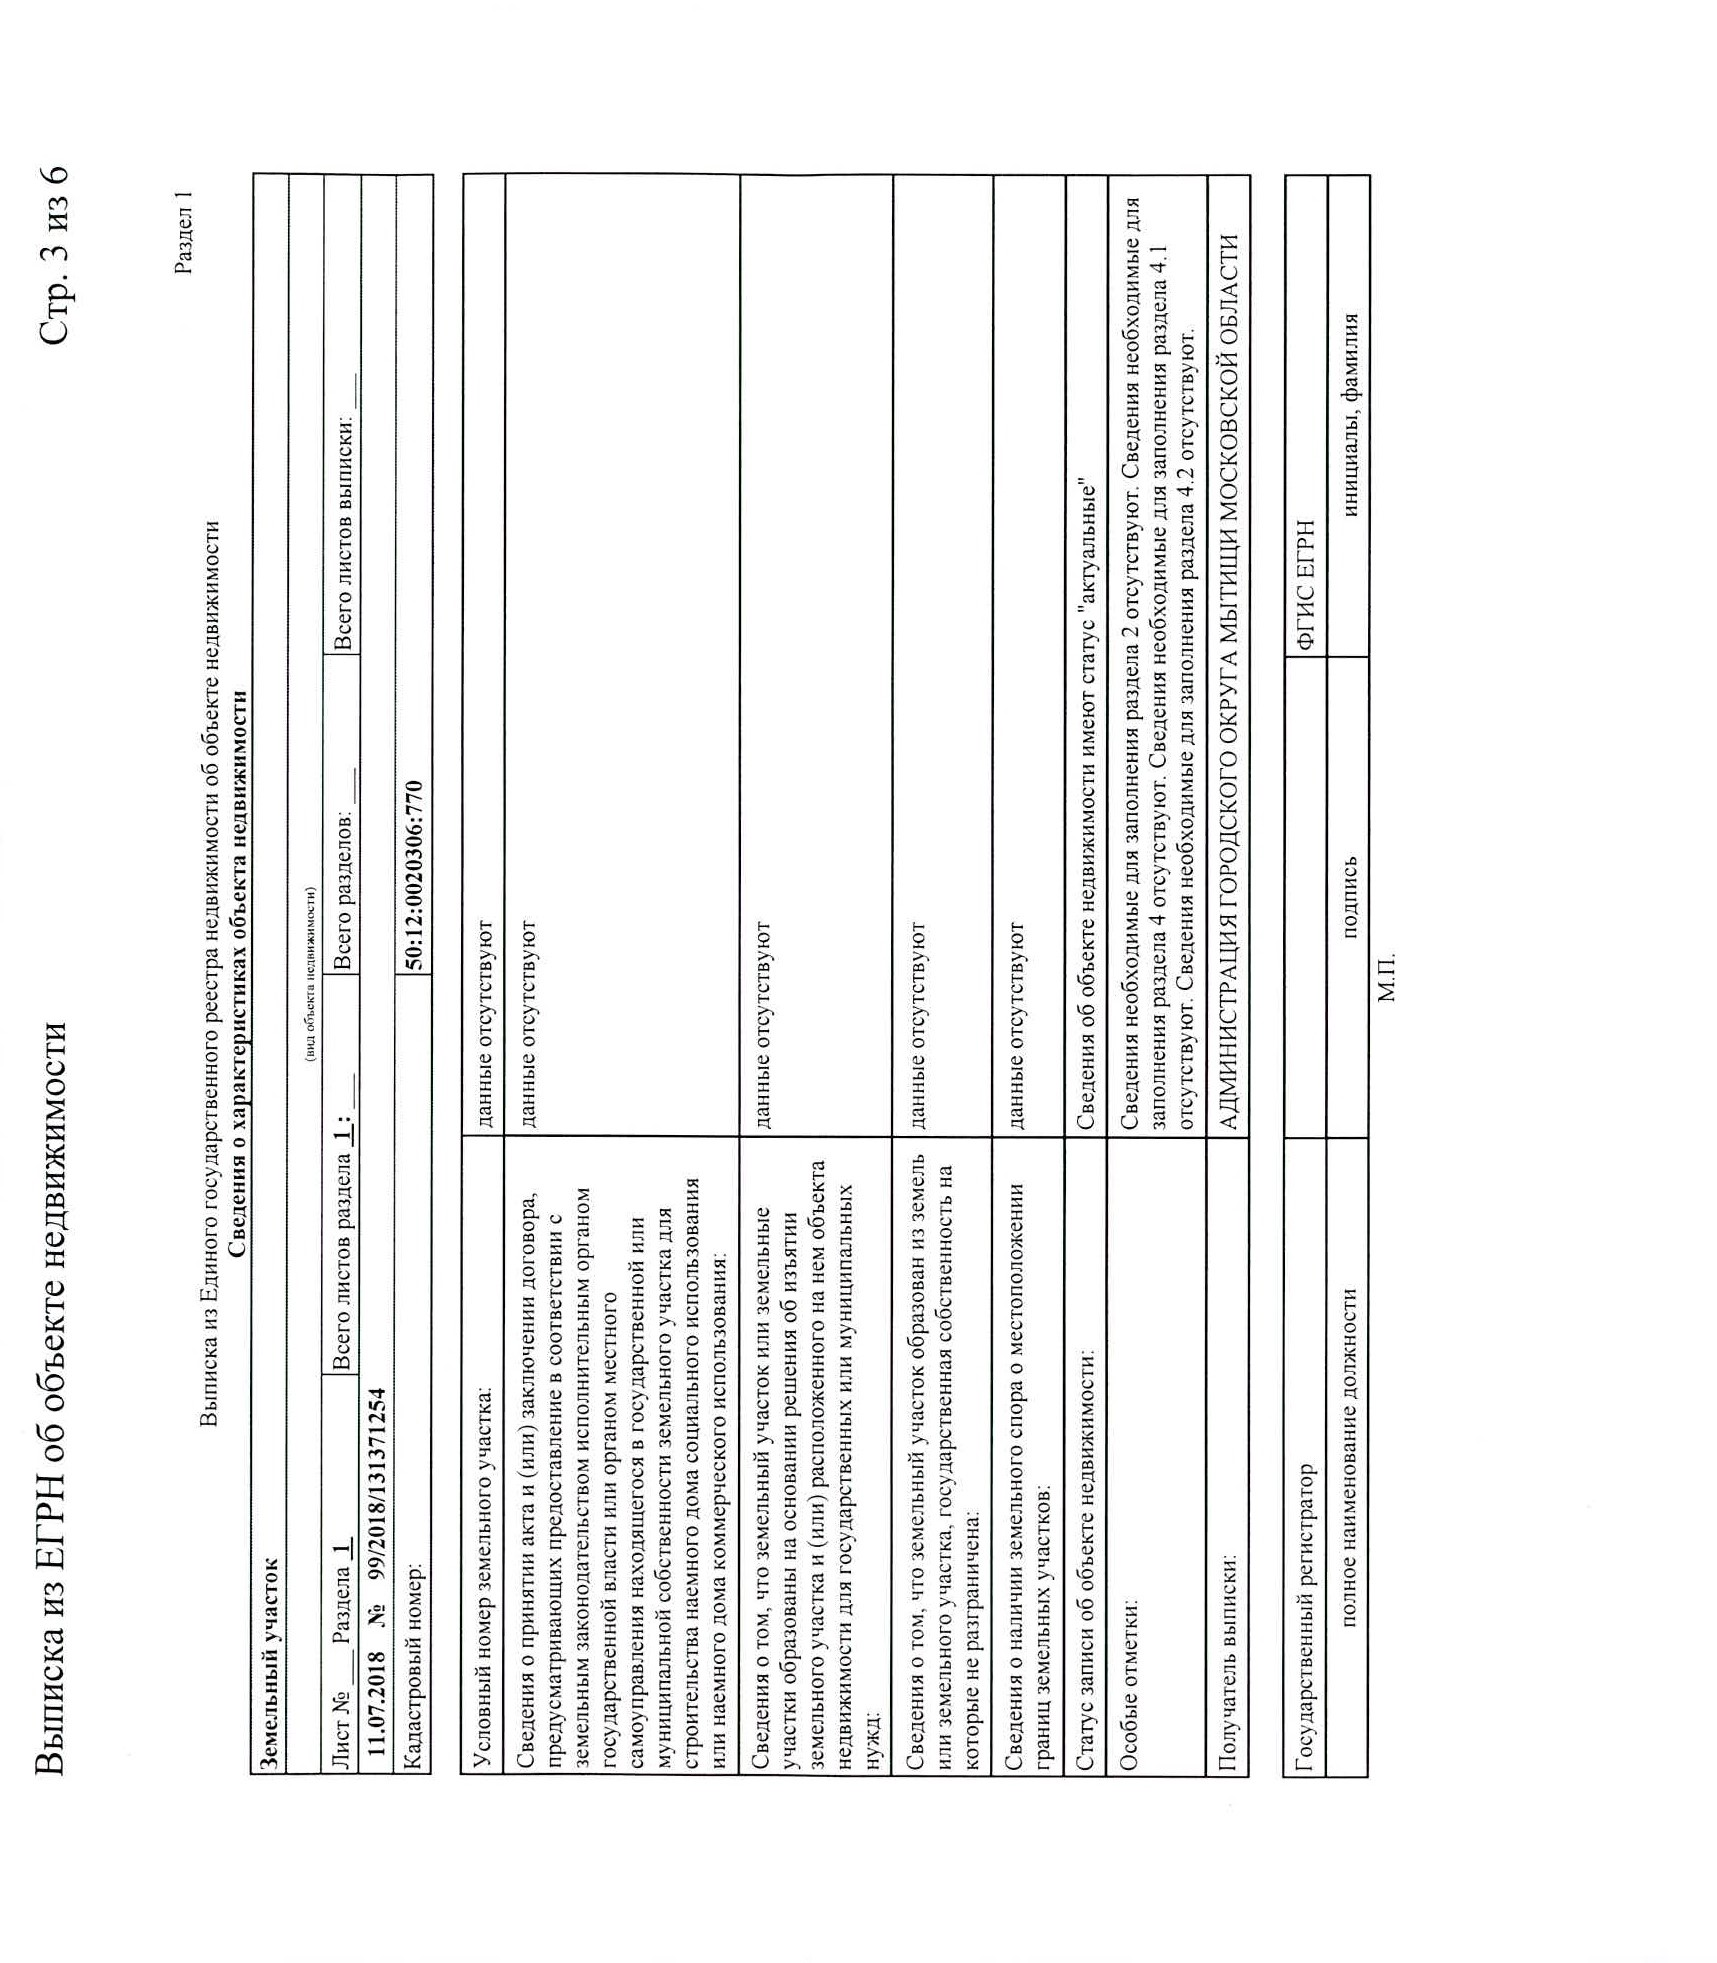 Выписка из ЕГРН об объекте недвижимости Стр. 3 из 6
Раздел 1
Выписка из Единого государственного реестра недвижимости об объекте недвижимости
Сведения о характеристиках объекта недвижимости
Земельный участок
(вид объекта недвижимости)
Лист № ___ Раздела 1 Всего листов раздела 1 : ___ Всего разделов: ___ Всего листов выписки: ___
11.07.2018 № 99/2018/131371254
Кадастровый номер: 50:12:0020306:770
Условный номер земельного участка: данные отсутствуют
Сведения о принятии акта и (или) заключении договора, данные отсутствуют
предусматривающих предоставление в соответствии с
земельным законодательством исполнительным органом
государственной власти или органом местного
самоуправления находящегося в государственной или
муниципальной собственности земельного участка для
строительства наемного дома социального использования
или наемного дома коммерческого использования:
Сведения о том, что земельный участок или земельные данные отсутствуют
участки образованы на основании решения об изъятии
земельного участка и (или) расположенного на нем объекта
недвижимости для государственных или муниципальных
нужд:
Сведения о том, что земельный участок образован из земель данные отсутствуют
или земельного участка, государственная собственность на
которые не разграничена:
Сведения о наличии земельного спора о местоположении данные отсутствуют
границ земельных участков:
Статус записи об объекте недвижимости: Сведения об объекте недвижимости имеют статус "актуальные"
Особые отметки: Сведения необходимые для заполнения раздела 2 отсутствуют. Сведения необходимые для
заполнения раздела 4 отсутствуют. Сведения необходимые для заполнения раздела 4.1
отсутствуют. Сведения необходимые для заполнения раздела 4.2 отсутствуют.
Получатель выписки: АДМИНИСТРАЦИЯ ГОРОДСКОГО ОКРУГА МЫТИЩИ МОСКОВСКОЙ ОБЛАСТИ
Государственный регистратор ФГИС ЕГРН
полное наименование должности подпись инициалы, фамилия
М.П.